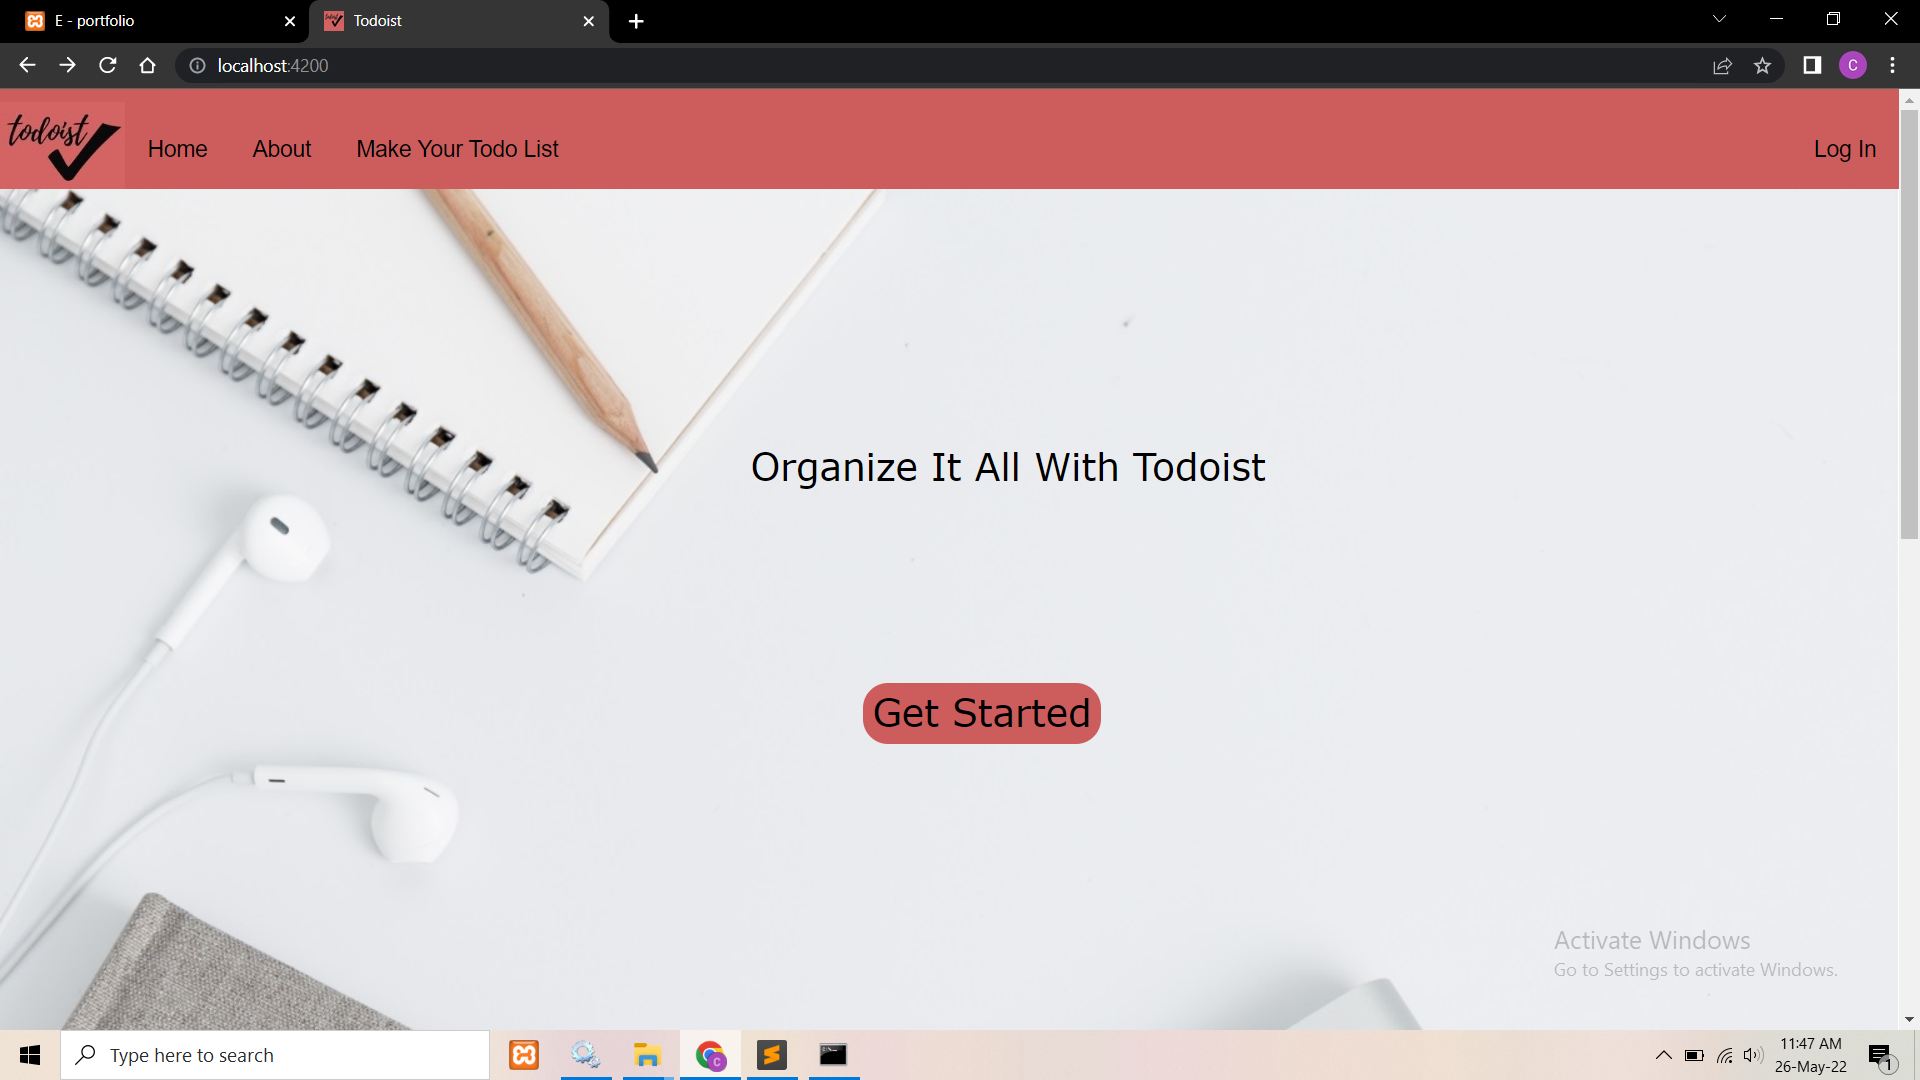 E - portfolio
Todoist
localhost:4200
C
todoist
Home
About
Make Your Todo List
Log In
Organize It All With Todoist
Get Started
Activate Windows
Go to Settings to activate Windows.
Type here to search
C
11:47 AM
26-May-22
1